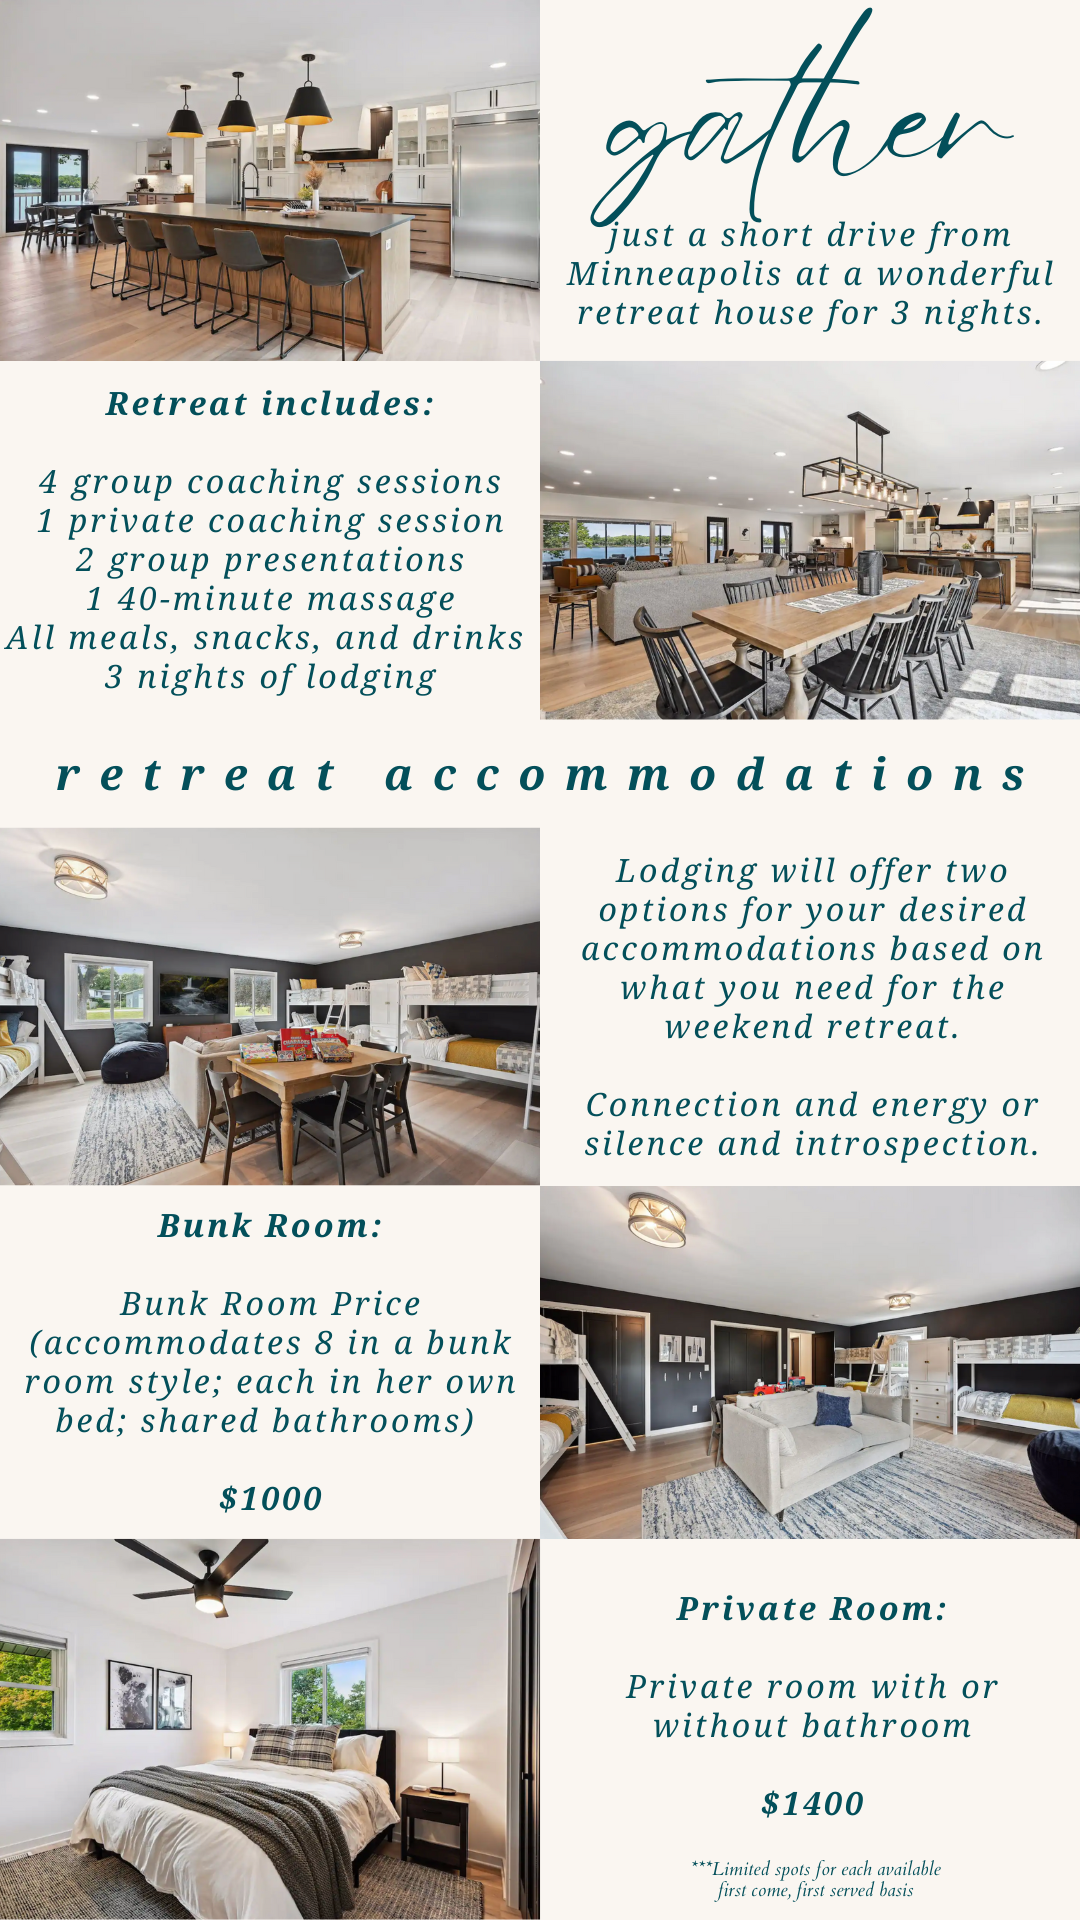 gather
just a short drive from
Minneapolis at a wonderful
retreat house for 3 nights.
Retreat includes:
4 group coaching sessions
1 private coaching session
2 group presentations
1 40-minute massage
All meals, snacks, and drinks
3 nights of lodging
retreat accommodations
Lodging will offer two
options for your desired
accommodations based on
what you need for the
weekend retreat.
Connection and energy or
silence and introspection.
Bunk Room:
Bunk Room Price
(accommodates 8 in a bunk
room style; each in her own
bed; shared bathrooms)
$1000
Private Room:
Private room with or
without bathroom
$1400
***Limited spots for each available
first come, first served basis